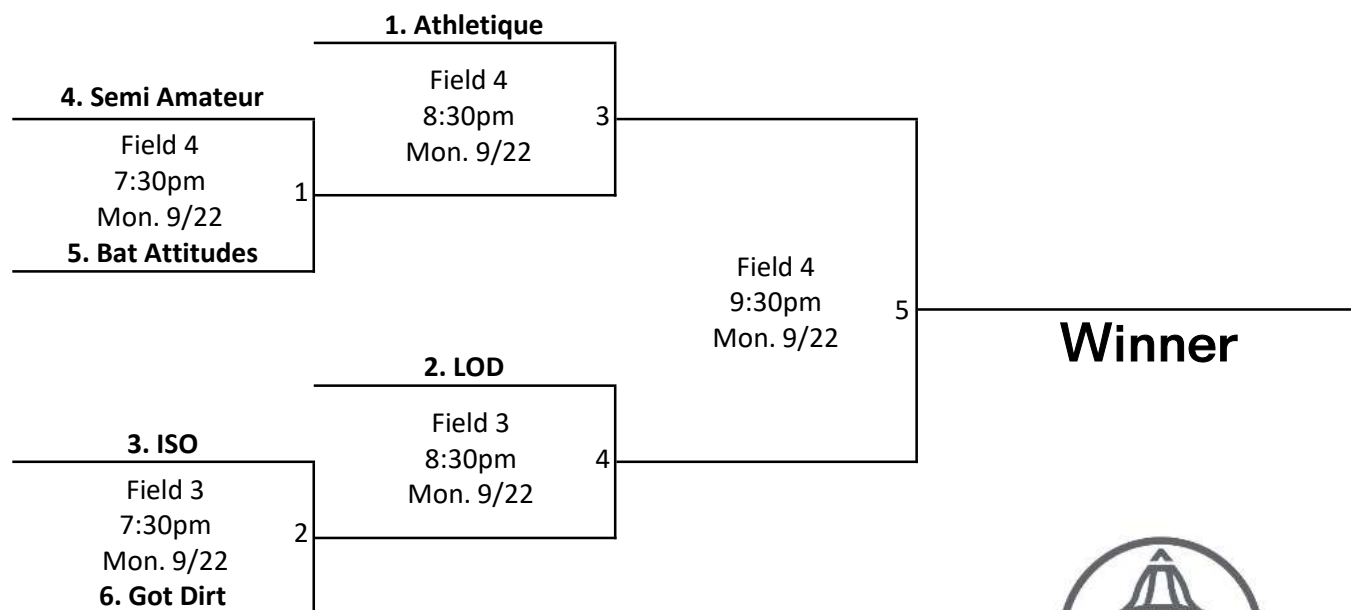 1. Athletique
Field 4
8:30pm
Mon. 9/22
3
4. Semi Amateur
Field 4
7:30pm
Mon. 9/22
1
5. Bat Attitudes
Field 4
9:30pm
Mon. 9/22
5
Winner
2. LOD
Field 3
8:30pm
Mon. 9/22
4
3. ISO
Field 3
7:30pm
Mon. 9/22
2
6. Got Dirt